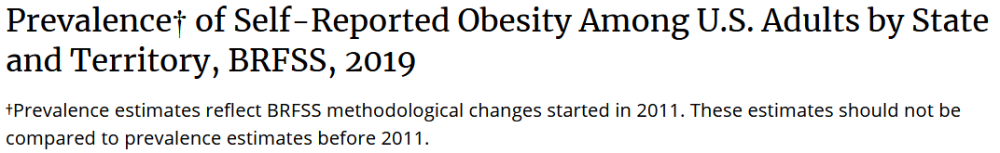 Prevalence† of Self-Reported Obesity Among U.S. Adults by State
and Territory, BRFSS, 2019
†Prevalence estimates reflect BRFSS methodological changes started in 2011. These estimates should not be
compared to prevalence estimates before 2011.